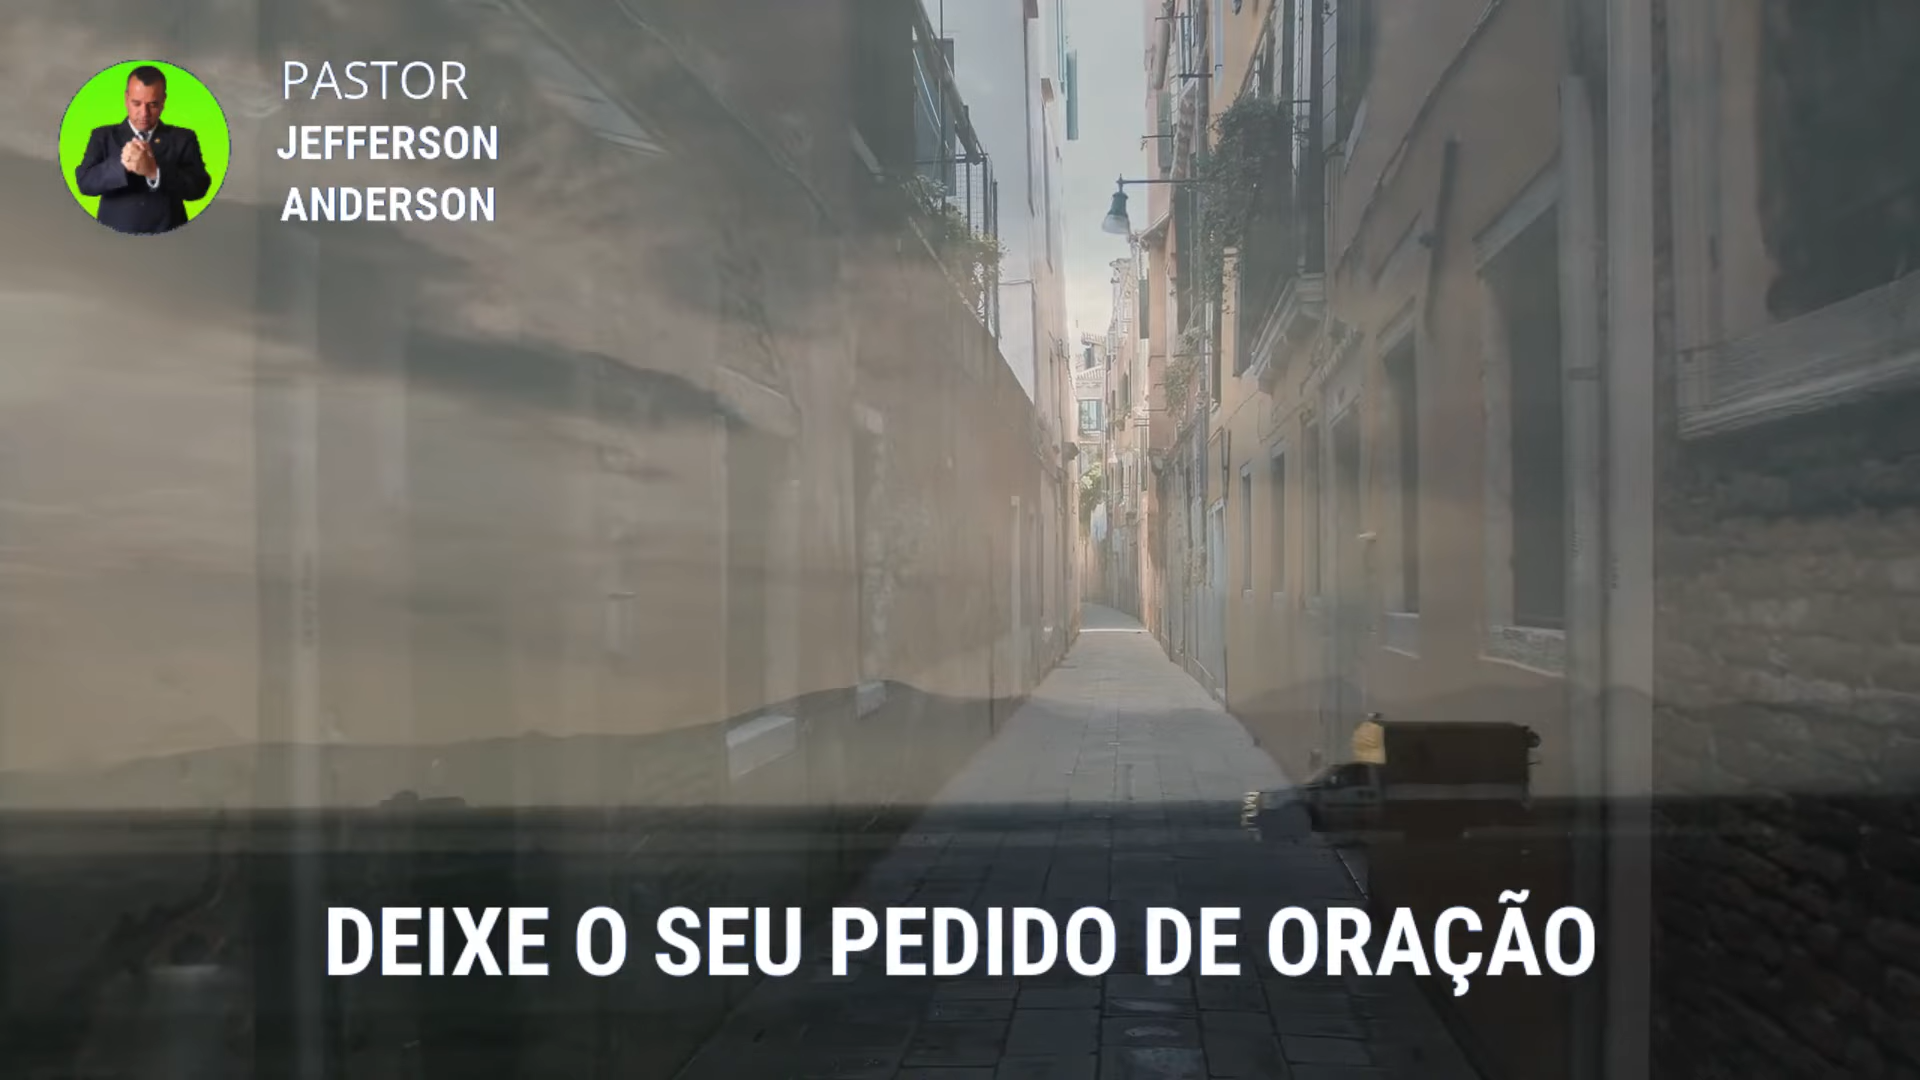 PASTOR
JEFFERSON
ANDERSON
DEIXE O SEU PEDIDO DE ORAÇÃO